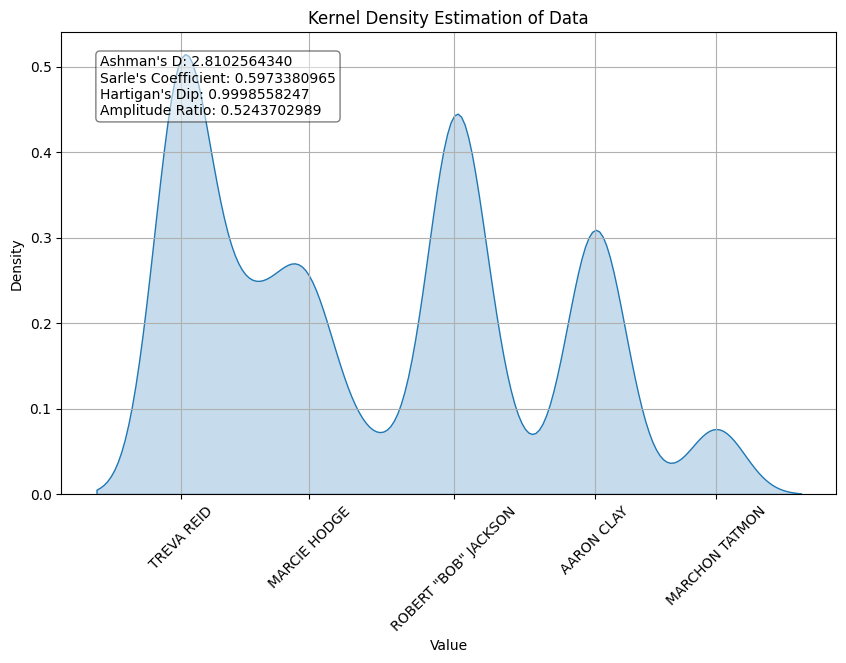 Kernel Density Estimation of Data
Ashman's D: 2.8102564340
Sarle's Coefficient: 0.5973380965
Hartigan's Dip: 0.9998558247
Amplitude Ratio: 0.5243702989
Density
0.5
0.4
0.3
0.2
0.1
0.0
TREVA REID
MARCIE HODGE
ROBERT "BOB" JACKSON
AARON CLAY
MARCHON TATMON
Value